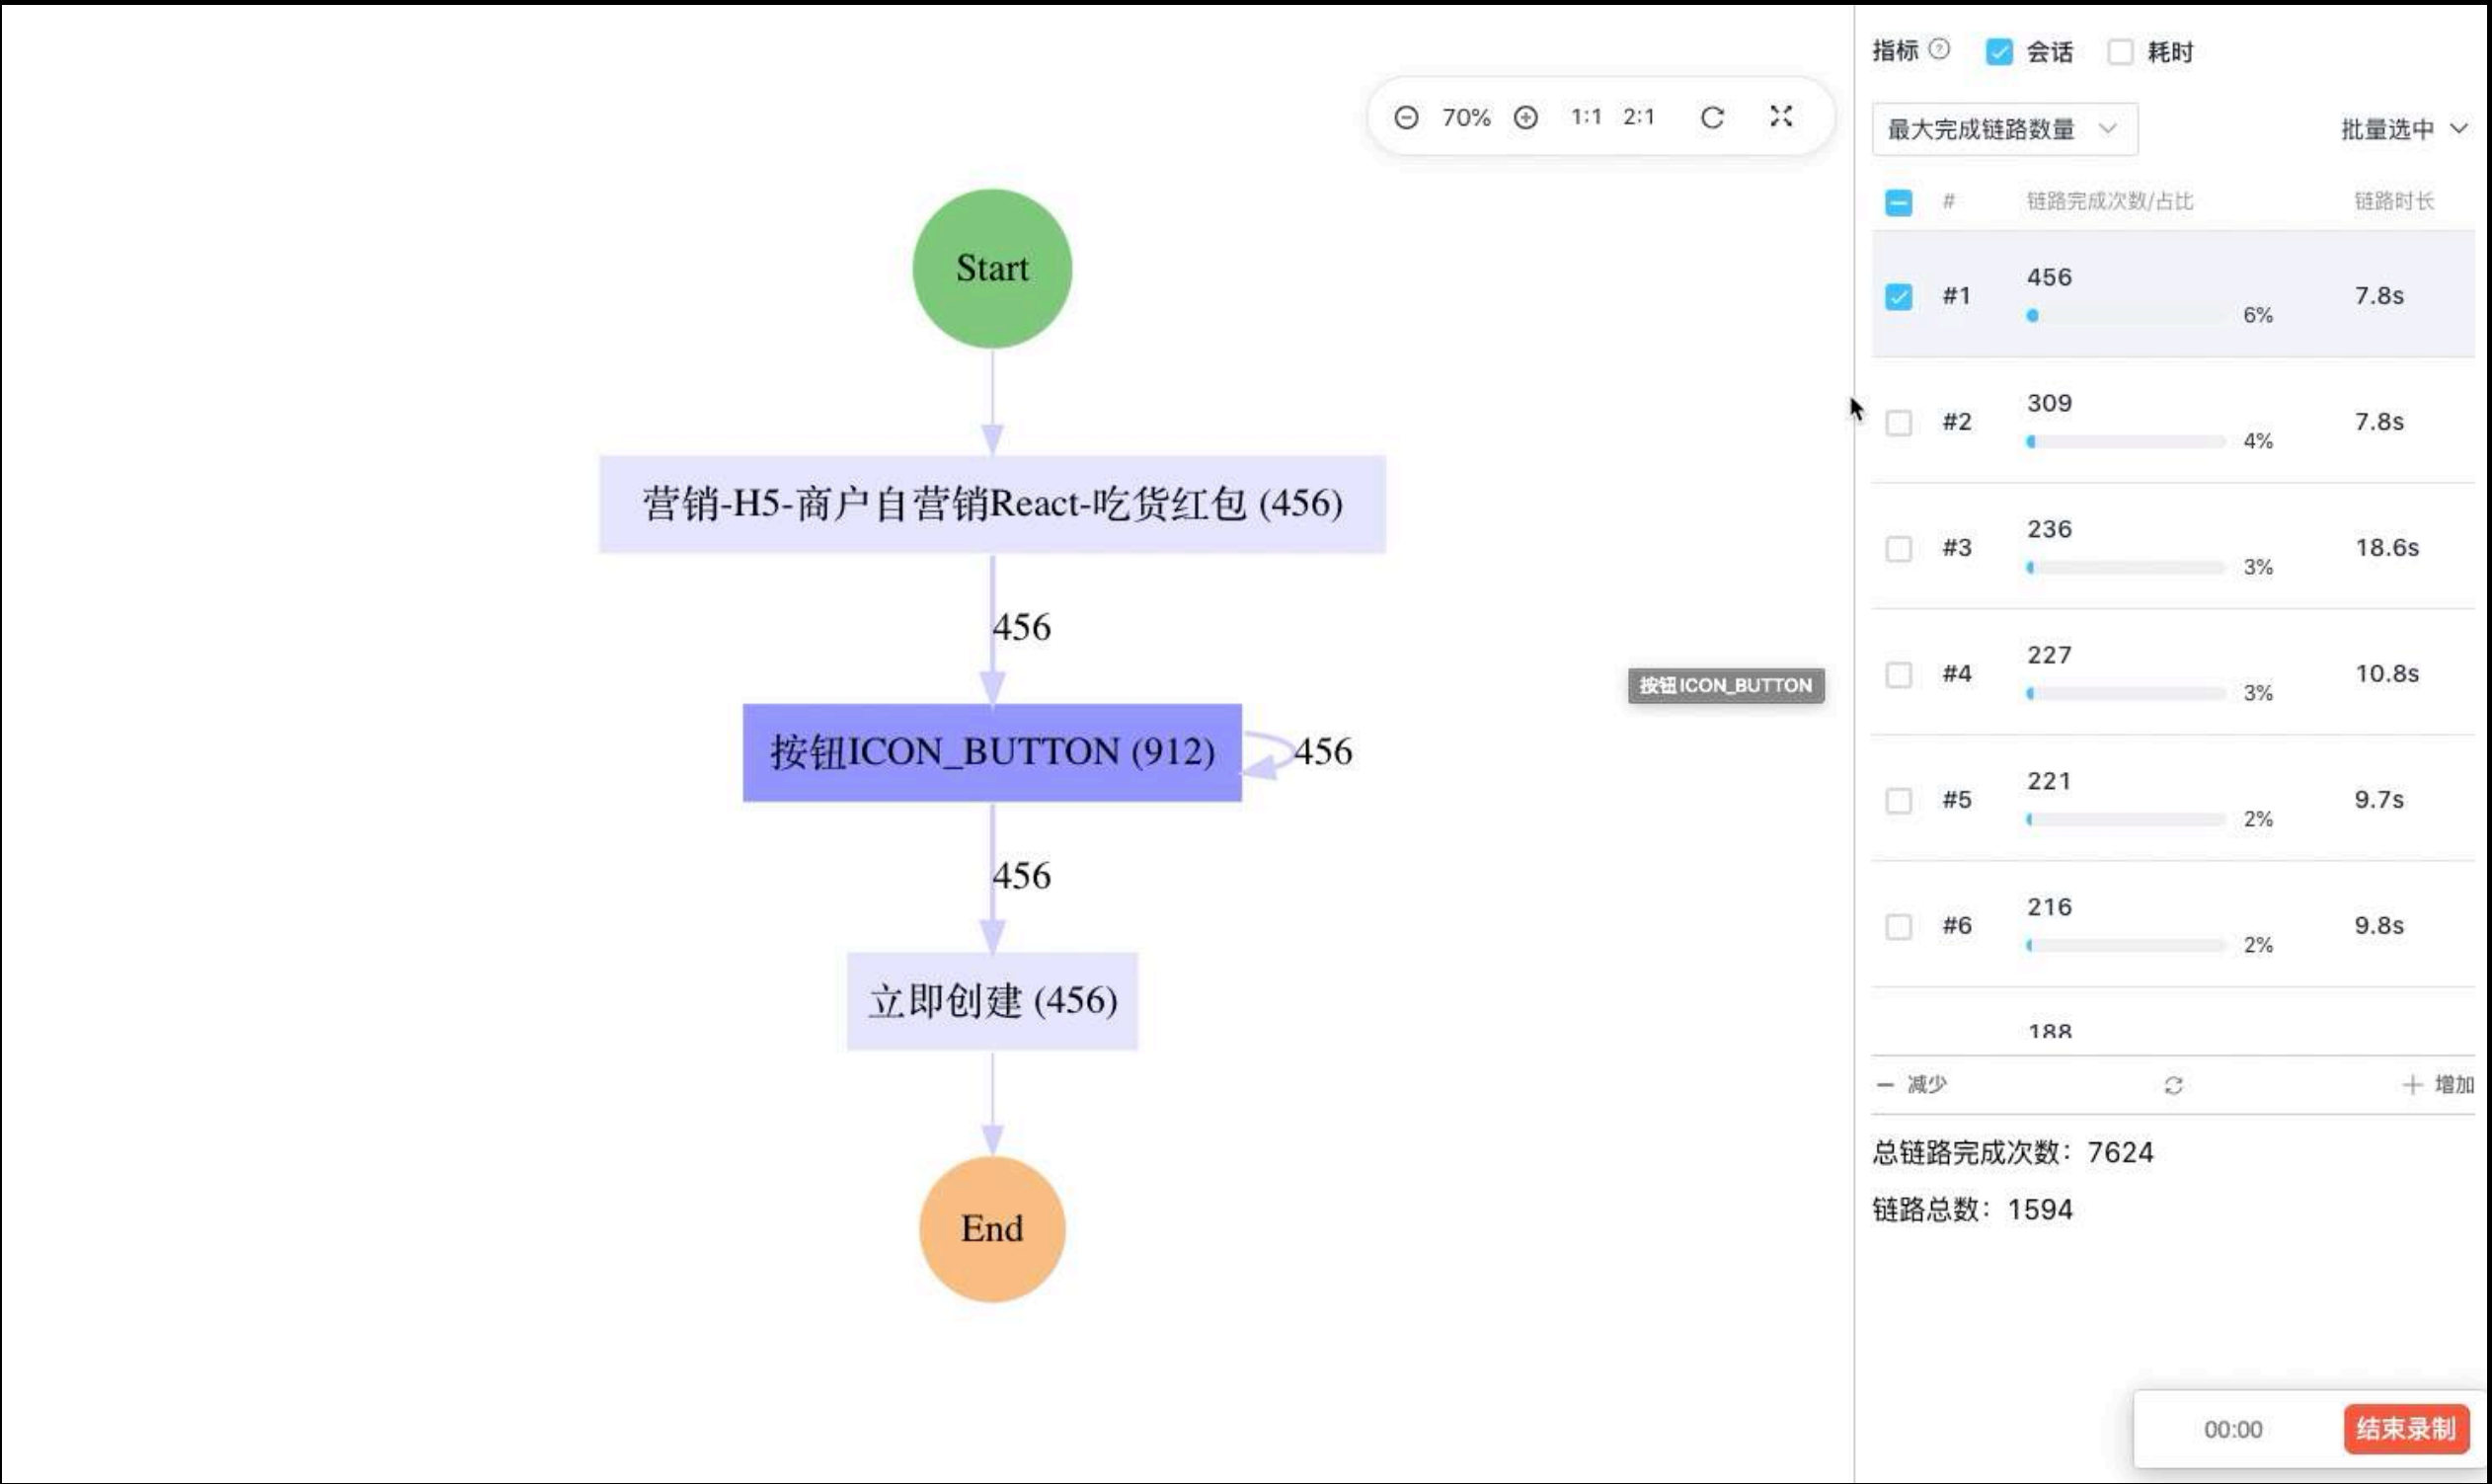 指标 ? 会话 耗时
70% 1:1 2:1
最大完成链路数量 批量选中
# 链路完成次数/占比 链路时长
Start
#1 456 6% 7.8s
#2 309 4% 7.8s
营销-H5-商户自营销React-吃货红包 (456)
#3 236 3% 18.6s
456
#4 227 3% 10.8s
按钮ICON_BUTTON
按钮ICON_BUTTON (912) 456
#5 221 2% 9.7s
456
#6 216 2% 9.8s
立即创建 (456)
188
减少 增加
总链路完成次数：7624
链路总数：1594
End
00:00 结束录制